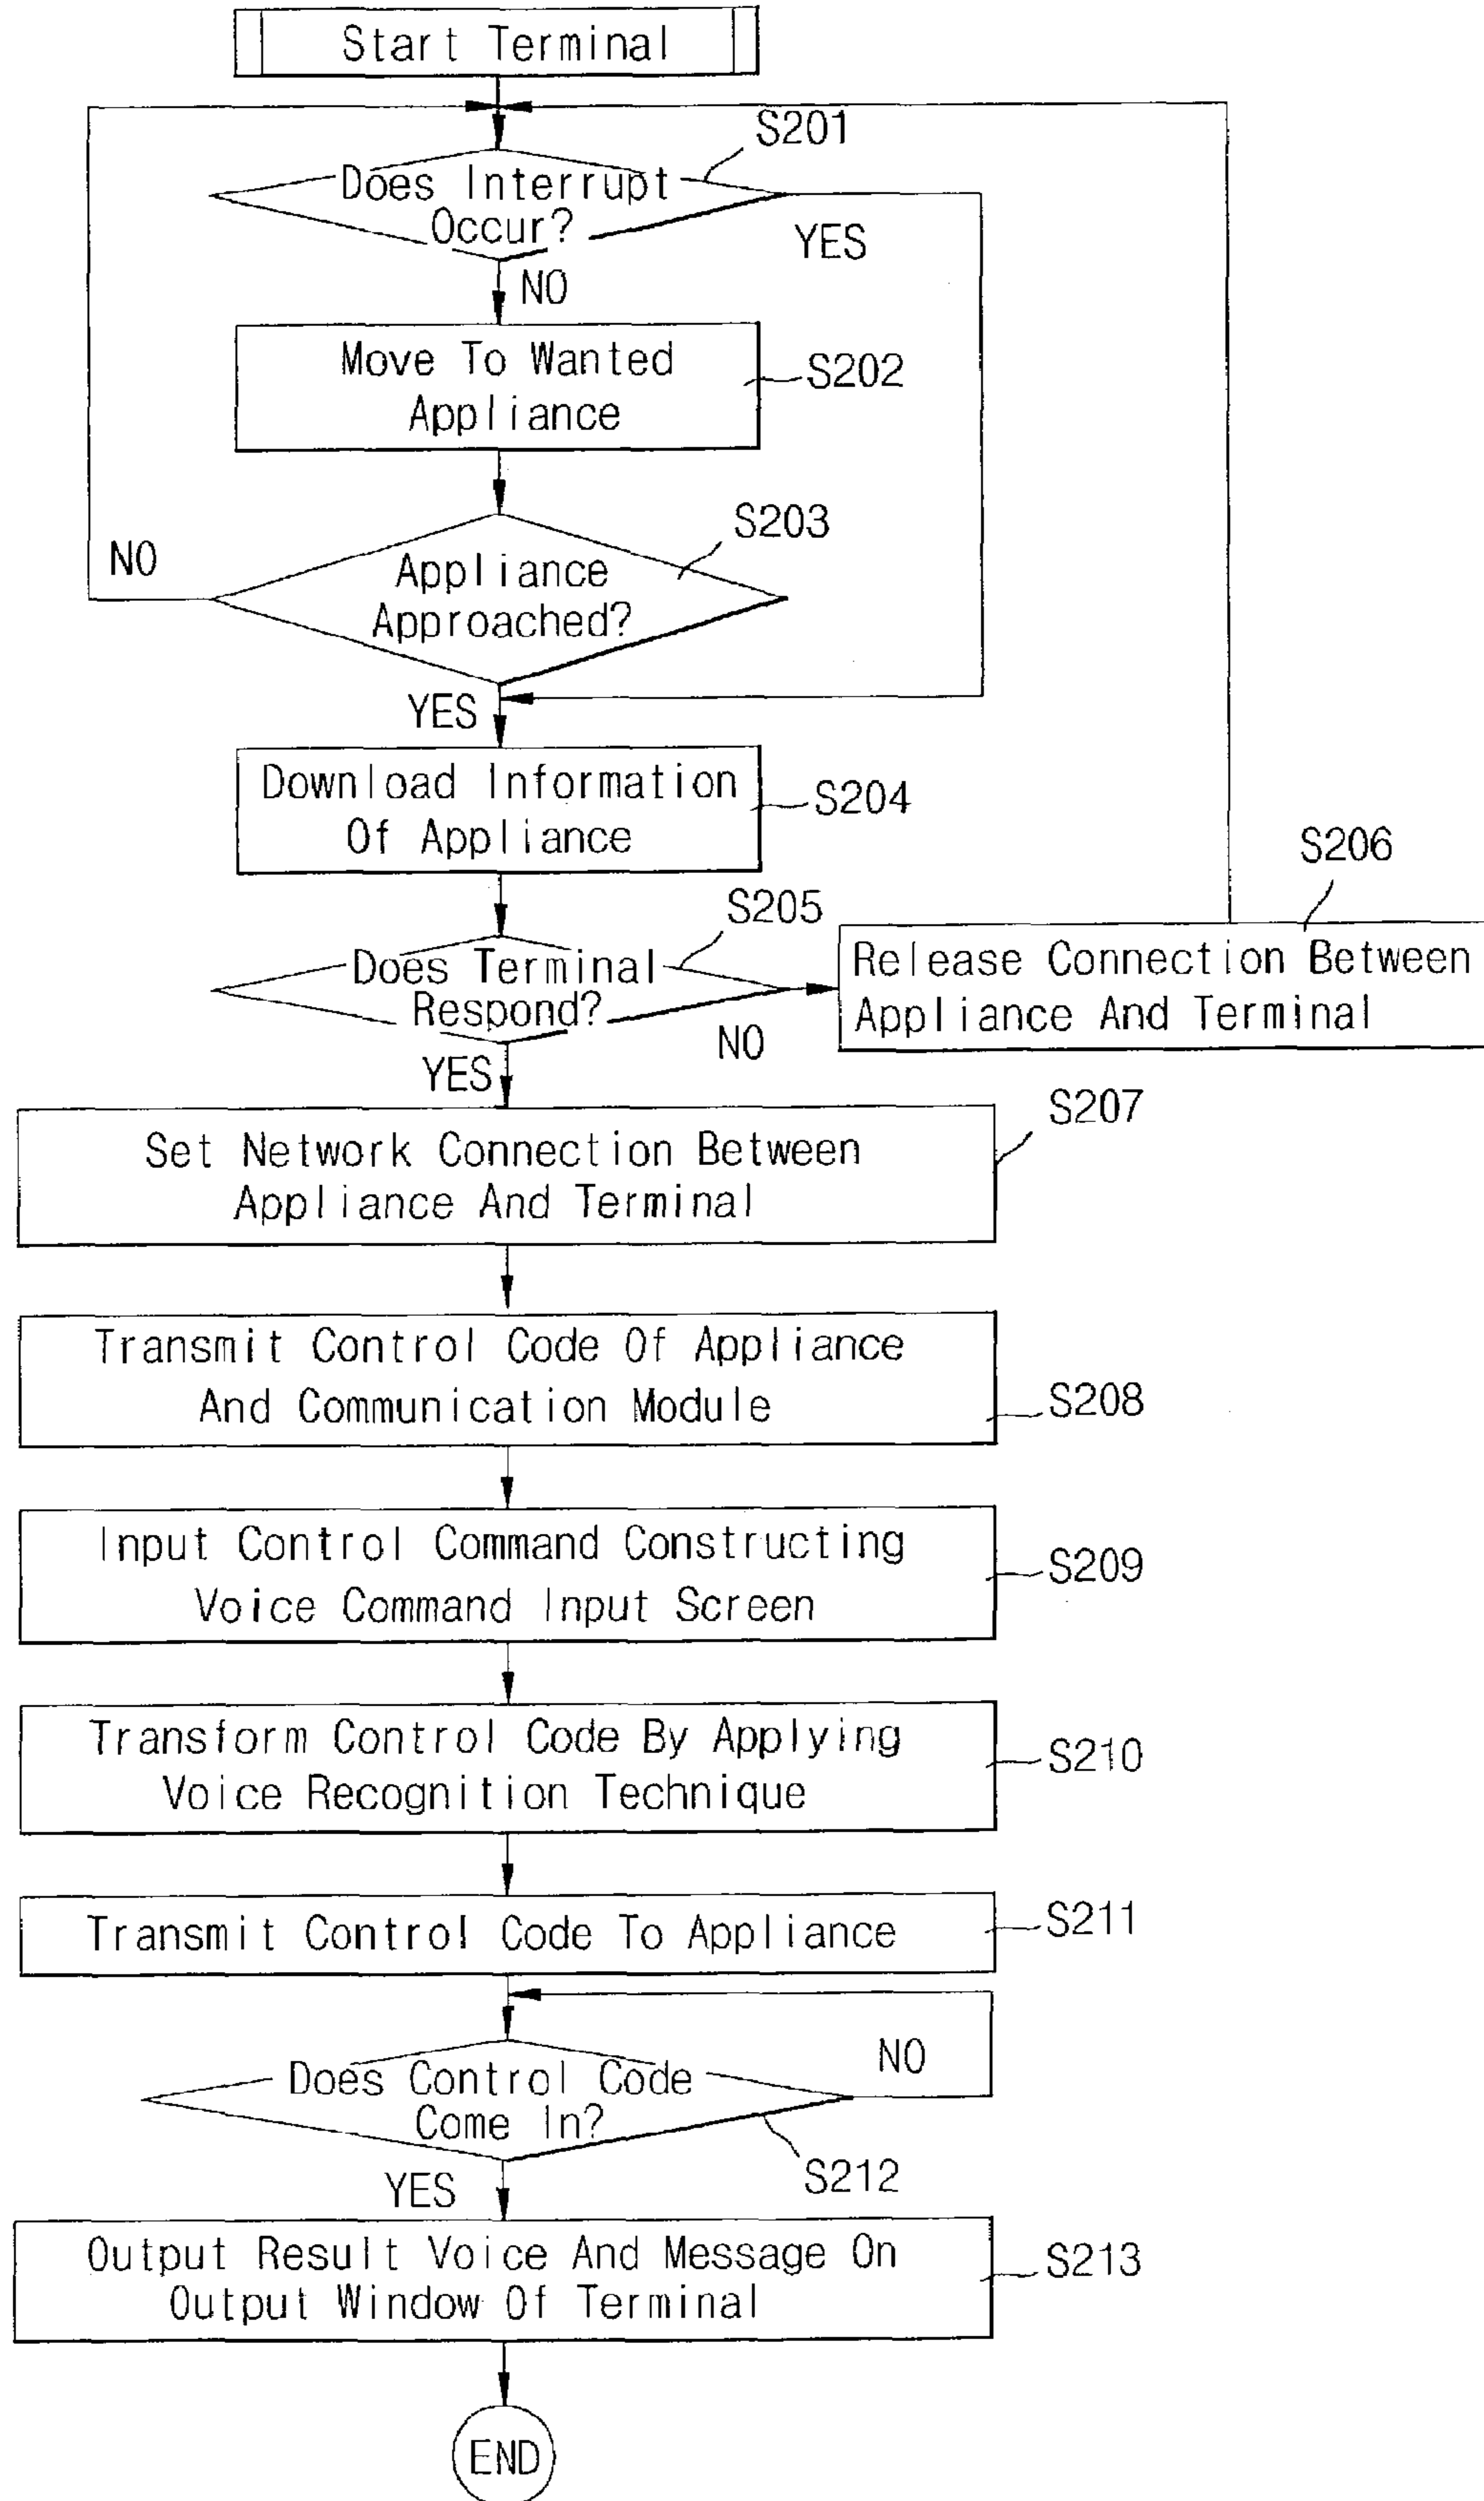 Start Terminal
S201
Does Interrupt
Occur?
YES
NO
Move To Wanted
Appliance
S202
S203
NO
Appliance
Approached?
YES
Download Information
Of Appliance
S204
S206
S205
Does Terminal
Respond?
NO
Release Connection Between
Appliance And Terminal
YES
S207
Set Network Connection Between
Appliance And Terminal
Transmit Control Code Of Appliance
And Communication Module
S208
Input Control Command Constructing
Voice Command Input Screen
S209
Transform Control Code By Applying
Voice Recognition Technique
S210
Transmit Control Code To Appliance
S211
NO
Does Control Code
Come In?
S212
YES
Output Result Voice And Message On
Output Window Of Terminal
S213
END